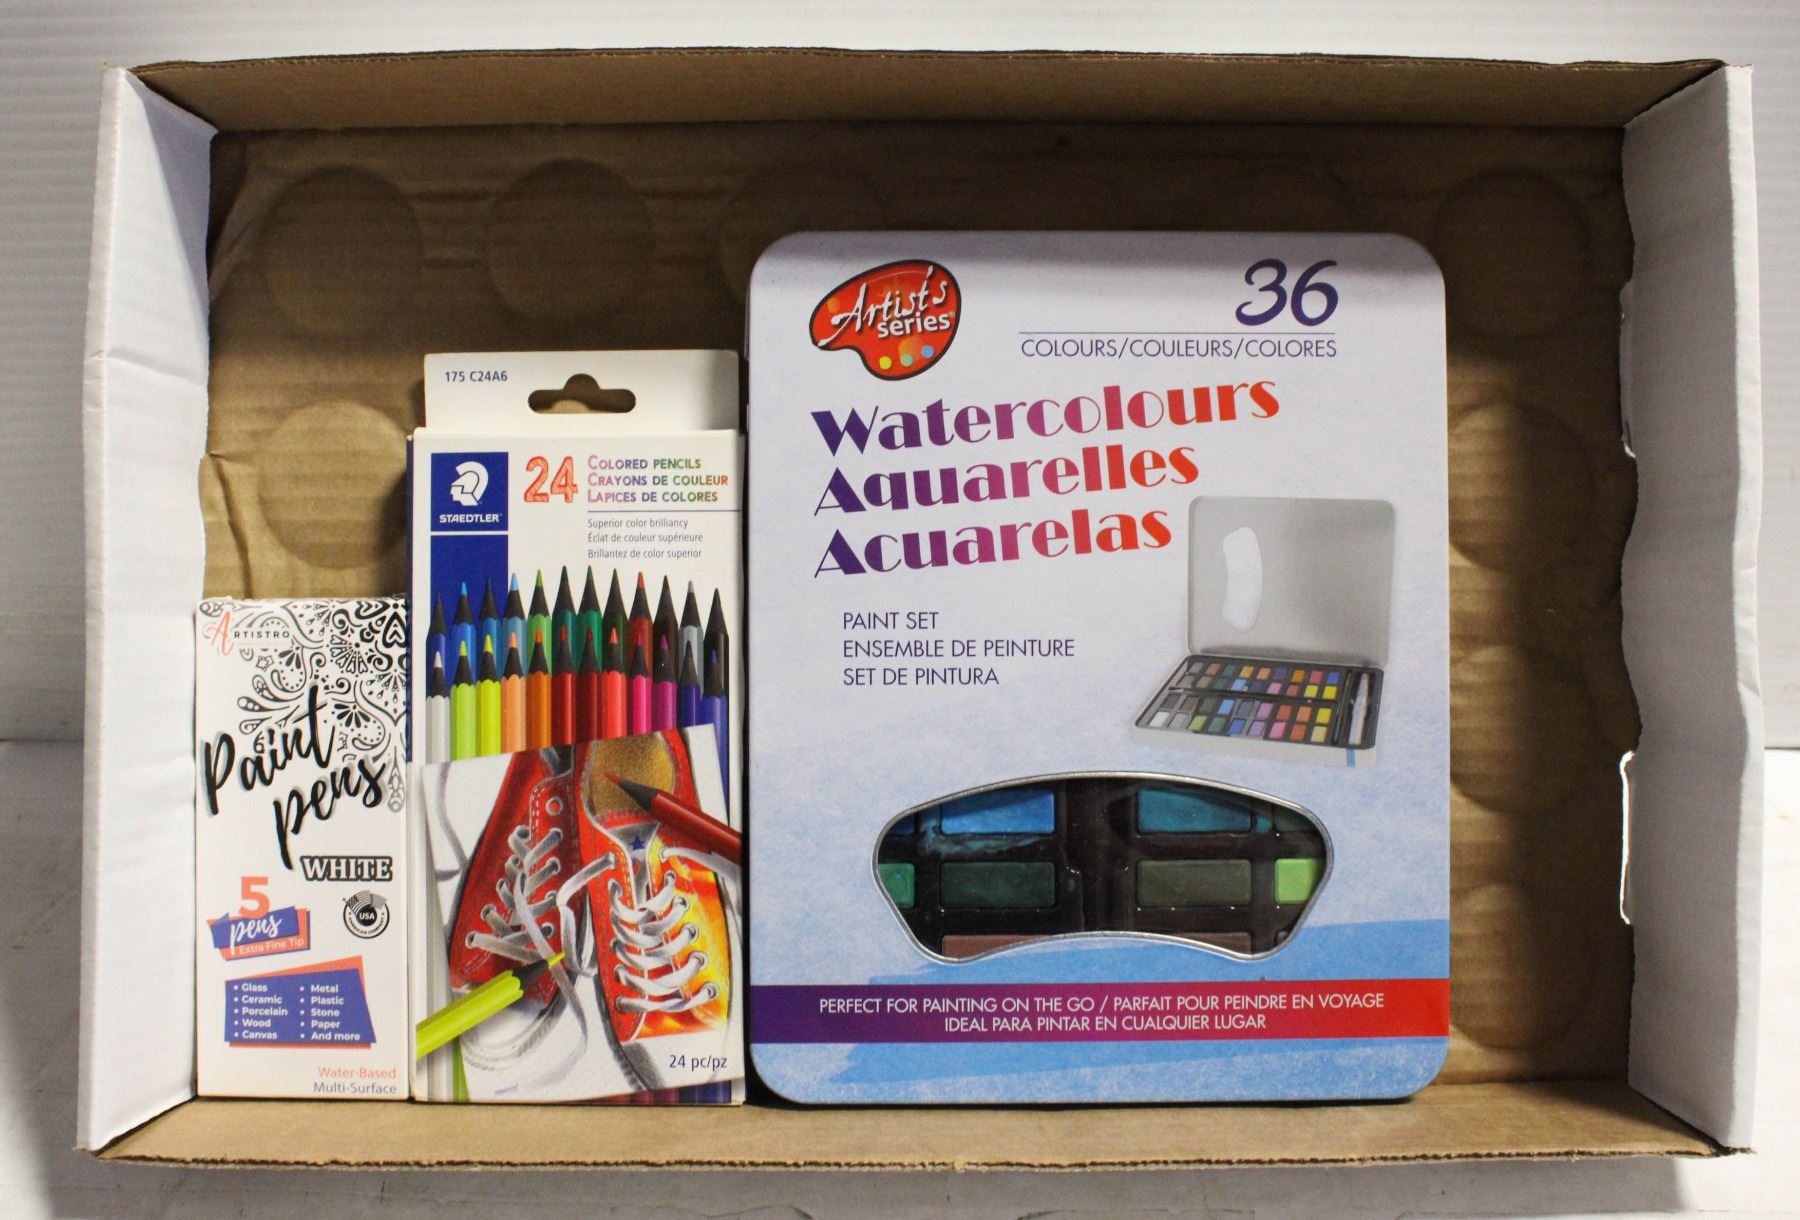 ARTISTRO
Paint
pens
WHITE
5
pens
Extra-Fine Tip
USA
• Glass
• Ceramic
• Porcelain
• Wood
• Canvas
• Metal
• Plastic
• Stone
• Paper
• And more
Water-Based
Multi-Surface
175 C24A6
STAEDTLER
24
COLORED PENCILS
CRAYONS DE COULEUR
LAPICES DE COLORES
Superior color brilliancy
Éclat de couleur supérieure
Brillantez de color superior
24 pc/pz
Artist's
series®
36
COLOURS/COULEURS/COLORES
Watercolours
Aquarelles
Acuarelas
PAINT SET
ENSEMBLE DE PEINTURE
SET DE PINTURA
PERFECT FOR PAINTING ON THE GO / PARFAIT POUR PEINDRE EN VOYAGE
IDEAL PARA PINTAR EN CUALQUIER LUGAR